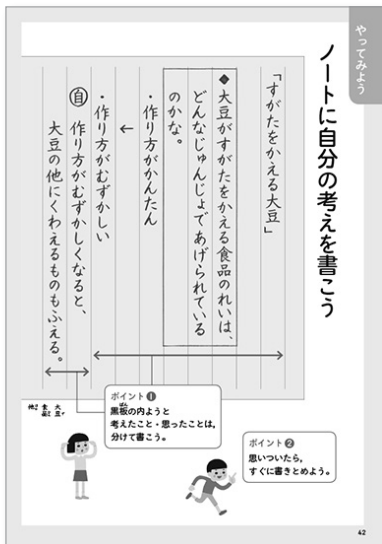 やってみよう
ノートに自分の考えを書こう
「すがたをかえる大豆」
◆大豆がすがたをかえる食品のれいは、
どんなじゅんじょであげられている
のかな。
・作り方がかんたん
↓
・作り方がむずかしい
自 作り方がむずかしくなると、
大豆の他にくわえるものもふえる。
ポイント❶
黒板の内ようと
考えたこと・思ったことは,
分けて書こう。
ポイント❷
思いついたら,
すぐに書きとめよう。
大豆
食品
他
42